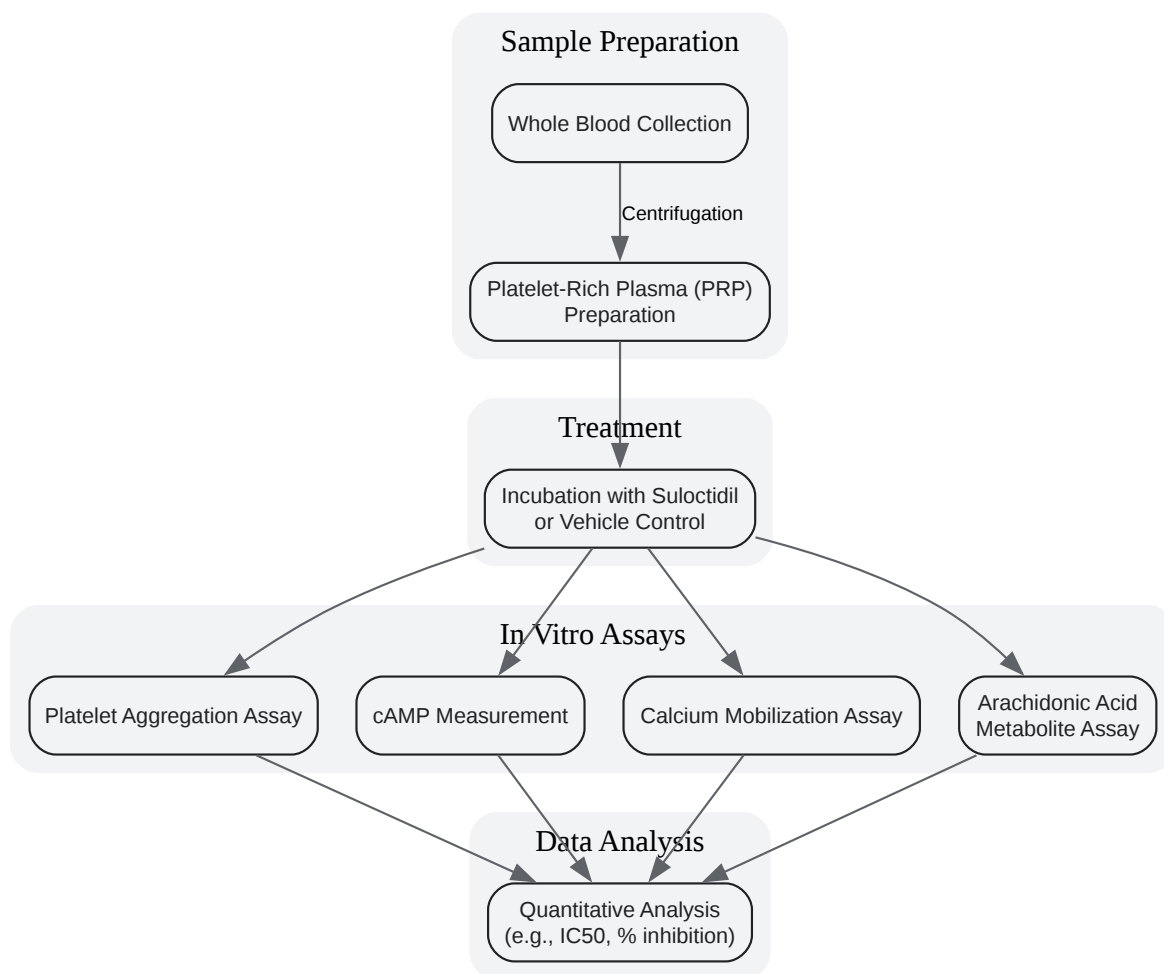 Sample Preparation
Whole Blood Collection
Centrifugation
Platelet-Rich Plasma (PRP)
Preparation
Treatment
Incubation with Suloctidil
or Vehicle Control
In Vitro Assays
Platelet Aggregation Assay
cAMP Measurement
Calcium Mobilization Assay
Arachidonic Acid
Metabolite Assay
Data Analysis
Quantitative Analysis
(e.g., IC50, % inhibition)